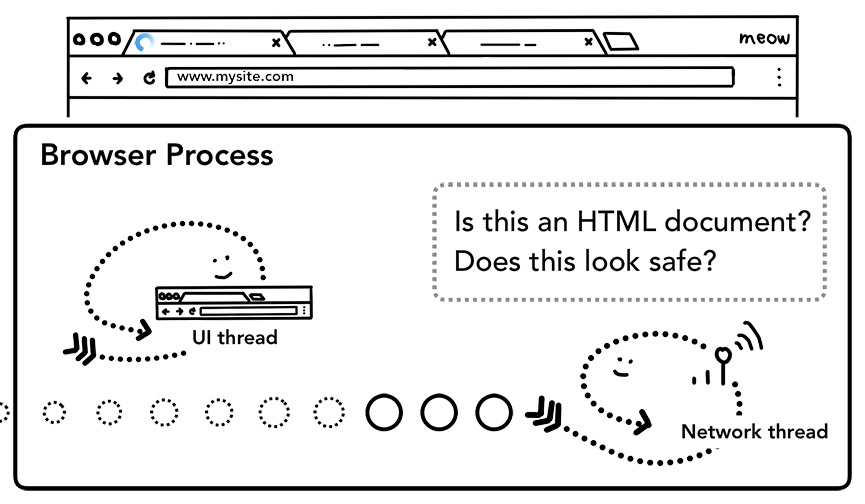 meow
www.mysite.com
Browser Process
Is this an HTML document?
Does this look safe?
UI thread
Network thread